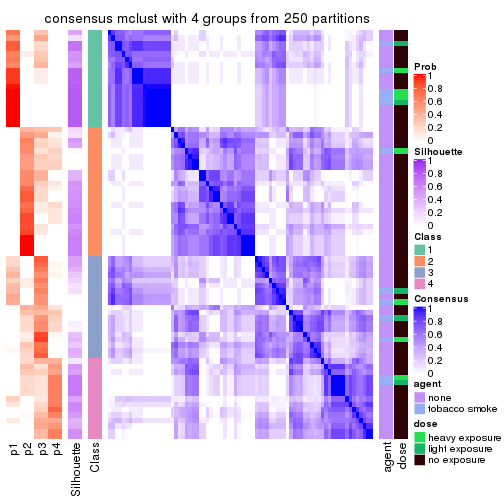 consensus mclust with 4 groups from 250 partitions
Prob
1
0.8
0.6
0.4
0.2
0
Silhouette
1
0.8
0.6
0.4
0.2
0
Class
1
2
3
4
Consensus
1
0.8
0.6
0.4
0.2
0
agent
none
tobacco smoke
dose
heavy exposure
light exposure
no exposure
p1
p2
p3
p4
Silhouette
Class
agent
dose